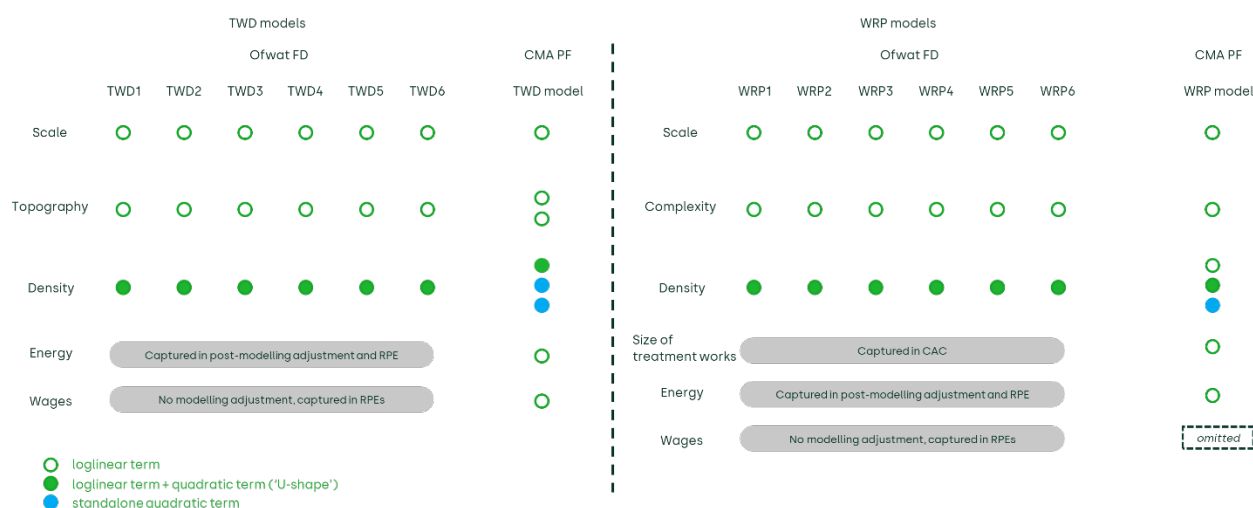 TWD models
WRP models
Ofwat FD
CMA PF
Ofwat FD
CMA PF
TWD1 TWD2 TWD3 TWD4 TWD5 TWD6 TWD model
WRP1 WRP2 WRP3 WRP4 WRP5 WRP6 WRP model
Scale
Scale
Topography
Complexity
Density
Density
Energy
Captured in post-modelling adjustment and RPE
Size of
treatment works
Captured in CAC
Energy
Captured in post-modelling adjustment and RPE
Wages
No modelling adjustment, captured in RPEs
Wages
No modelling adjustment, captured in RPEs
omitted
loglinear term
loglinear term + quadratic term ('U-shape')
standalone quadratic term